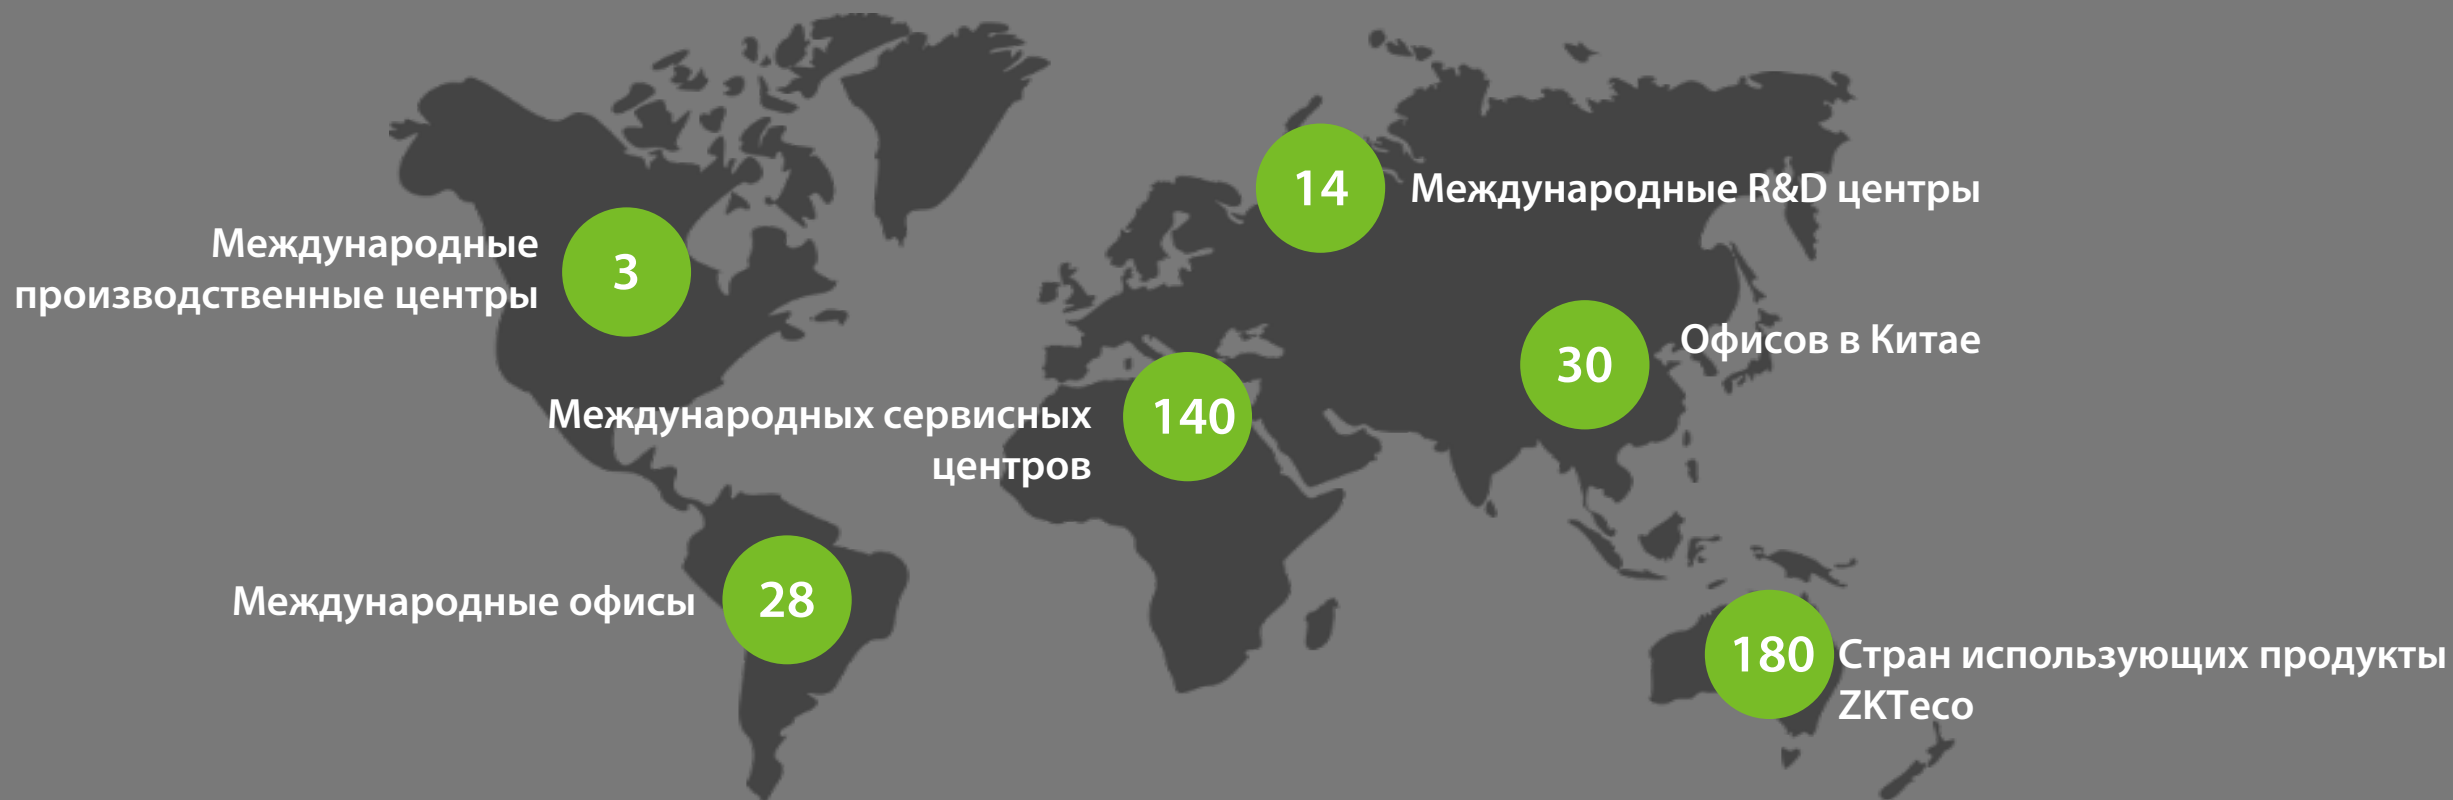 14
Международные R&D центры
Международные
производственные центры
3
30
Офисов в Китае
Международных сервисных
центров
140
Международные офисы
28
180
Стран использующих продукты
ZKTeco